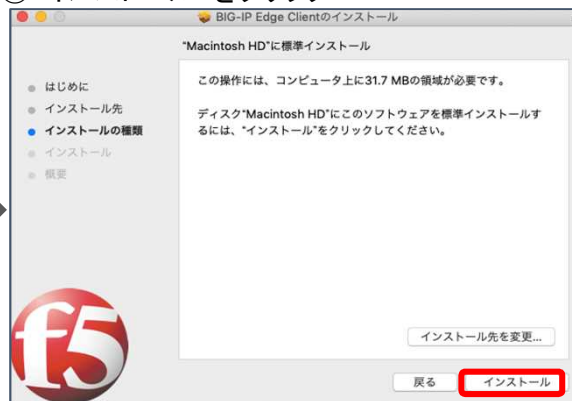 BIG-IP Edge Clientのインストール
"Macintosh HD"に標準インストール
はじめに
インストール先
インストールの種類
インストール
概要
この操作には、コンピュータ上に31.7 MBの領域が必要です。
ディスク"Macintosh HD"にこのソフトウェアを標準インストールす
るには、"インストール"をクリックしてください。
f5
インストール先を変更...
戻る
インストール